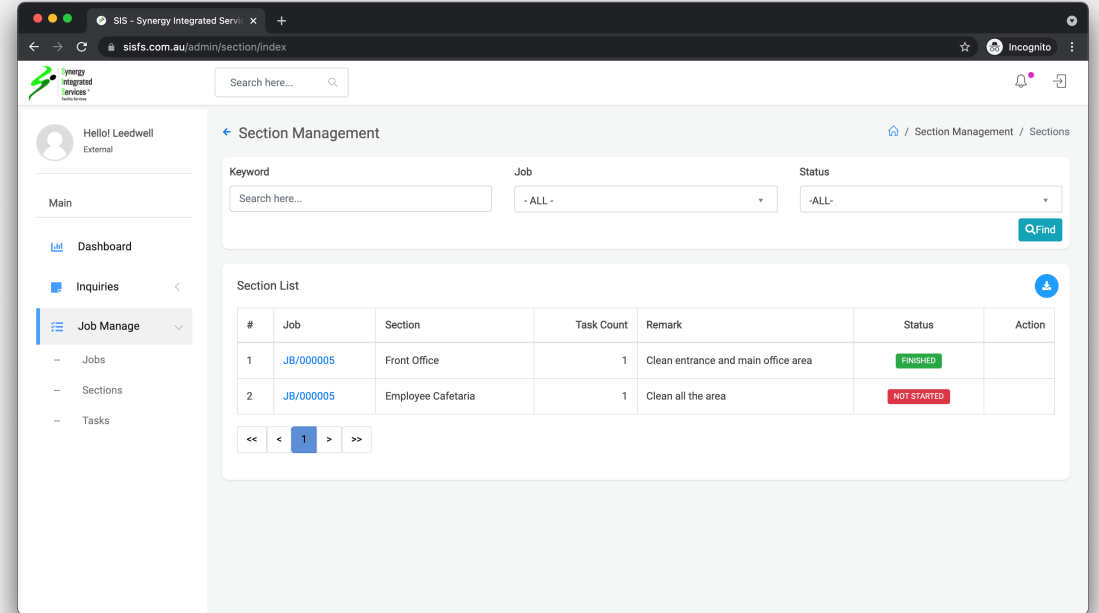 SIS - Synergy Integrated Servic
sisfs.com.au/admin/section/index
Incognito
Synergy
Integrated
Services
Facility Services
Search here...
Hello! Leedwell
External
Main
Dashboard
Inquiries
Job Manage
-- Jobs
-- Sections
-- Tasks
Section Management
/ Section Management / Sections
Keyword Job Status
Search here... - ALL - -ALL-
Find
Section List
# Job Section Task Count Remark Status Action
1 JB/000005 Front Office 1 Clean entrance and main office area FINISHED
2 JB/000005 Employee Cafetaria 1 Clean all the area NOT STARTED
<< < 1 > >>